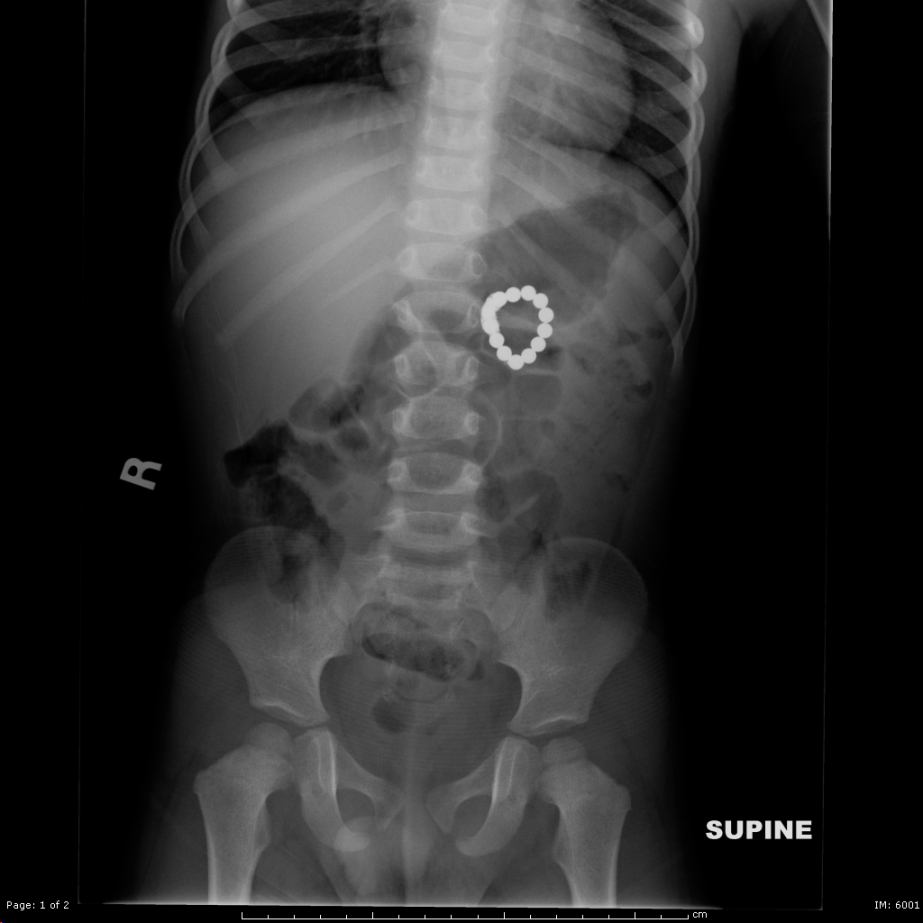 R
SUPINE
Page: 1 of 2
cm
IM: 6001